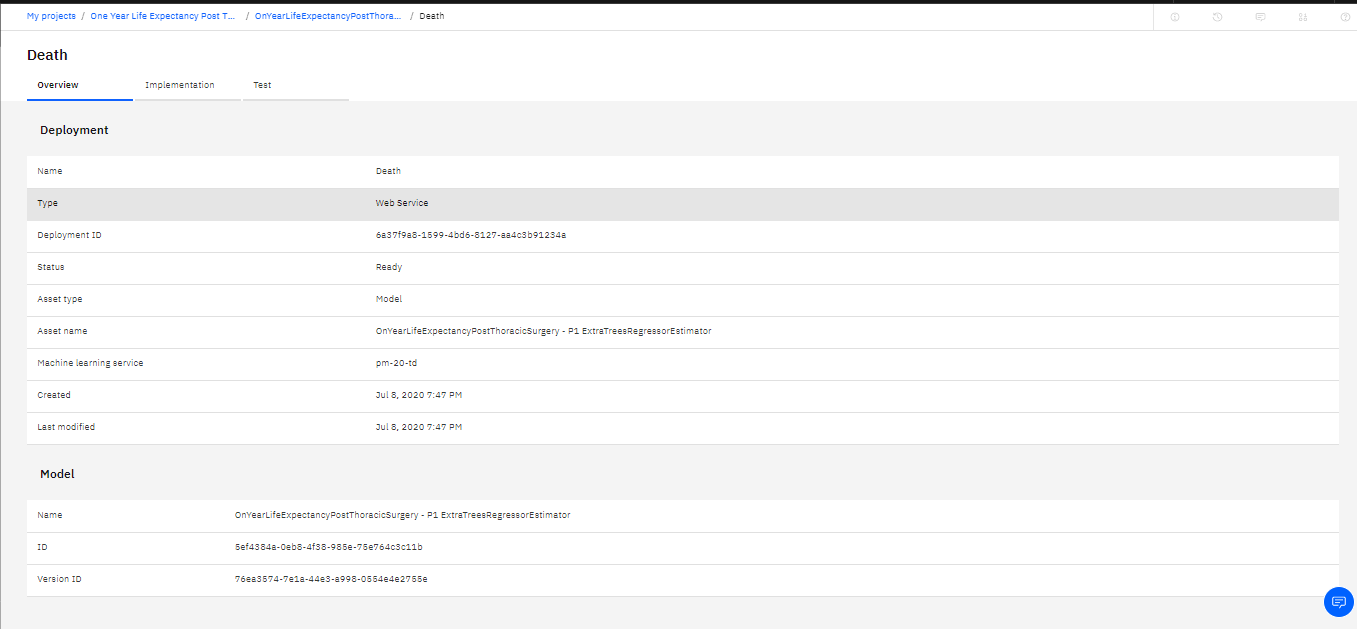 My projects / One Year Life Expectancy Post T... / OnYearLifeExpectancyPostThora... / Death
Death
Overview Implementation Test
Deployment
Name Death
Type Web Service
Deployment ID 6a37f9a8-1599-4bd6-8127-aa4c3b91234a
Status Ready
Asset type Model
Asset name OnYearLifeExpectancyPostThoracicSurgery - P1 ExtraTreesRegressorEstimator
Machine learning service pm-20-td
Created Jul 8, 2020 7:47 PM
Last modified Jul 8, 2020 7:47 PM
Model
Name OnYearLifeExpectancyPostThoracicSurgery - P1 ExtraTreesRegressorEstimator
ID 5ef4384a-0eb8-4f38-985e-75e764c3c11b
Version ID 76ea3574-7e1a-44e3-a998-0554e4e2755e